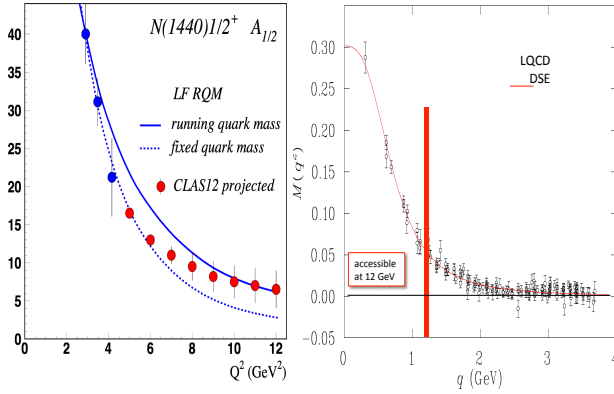 N(1440)1/2⁺ A₁/₂
LF RQM
running quark mass
fixed quark mass
CLAS12 projected
40
35
30
25
20
15
10
5
0
0 2 4 6 8 10 12
Q² (GeV²)
LQCD
DSE
M(q²)
0.30
0.25
0.20
0.15
0.10
0.05
0.00
−0.05
accessible
at 12 GeV
0 1 2 3 4
q (GeV)